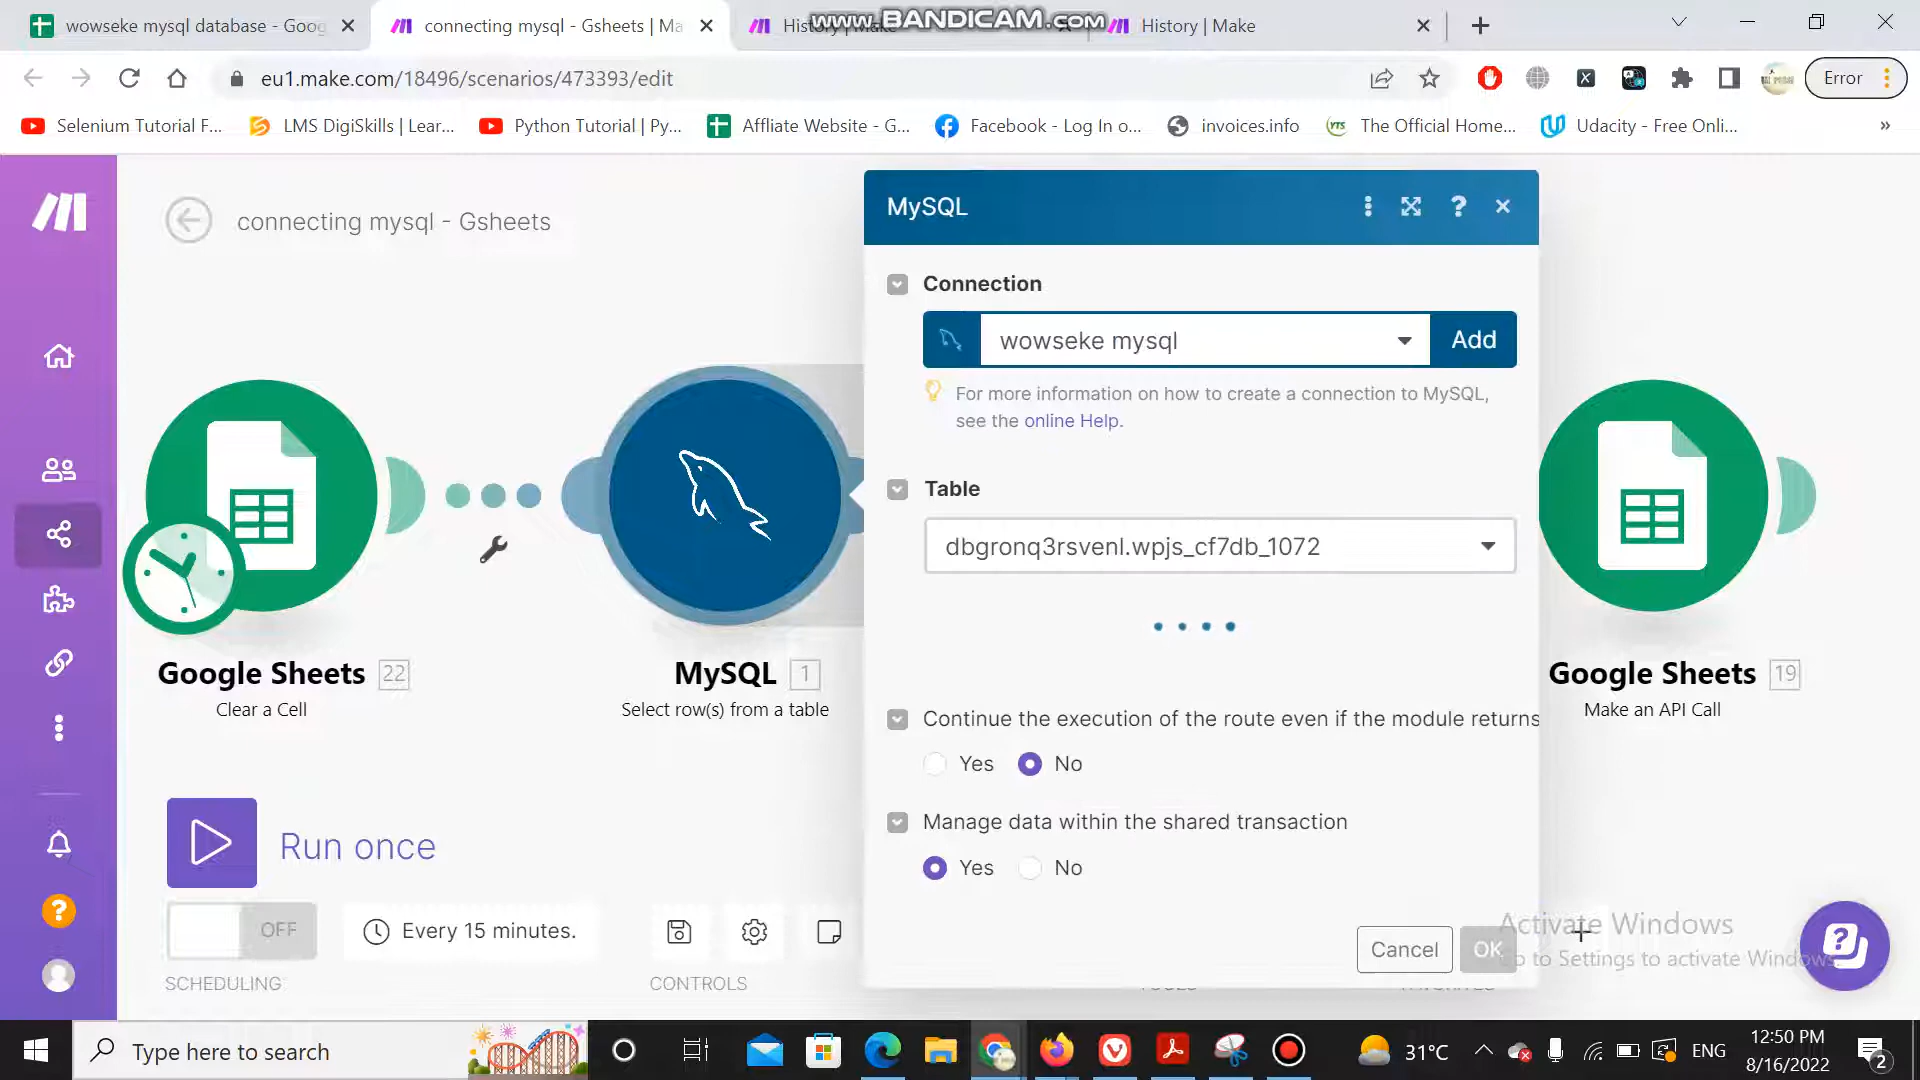 wowseke mysql database - Goog
connecting mysql - Gsheets | Ma
History | Make
www.BANDICAM.com
History | Make
eu1.make.com/18496/scenarios/473393/edit
Error
Selenium Tutorial F...
LMS DigiSkills | Lear...
Python Tutorial | Py...
Affliate Website - G...
Facebook - Log In o...
invoices.info
The Official Home...
Udacity - Free Onli...
»
connecting mysql - Gsheets
MySQL
Connection
wowseke mysql
Add
For more information on how to create a connection to MySQL,
see the online Help.
Table
dbgronq3rsvenl.wpjs_cf7db_1072
Google Sheets 22
Clear a Cell
MySQL 1
Select row(s) from a table
Google Sheets 19
Make an API Call
Continue the execution of the route even if the module returns
Yes
No
Manage data within the shared transaction
Yes
No
Run once
OFF
Every 15 minutes.
SCHEDULING
CONTROLS
Cancel
OK
Activate Windows
to Settings to activate Windows.
Type here to search
31°C
ENG
12:50 PM
8/16/2022
2